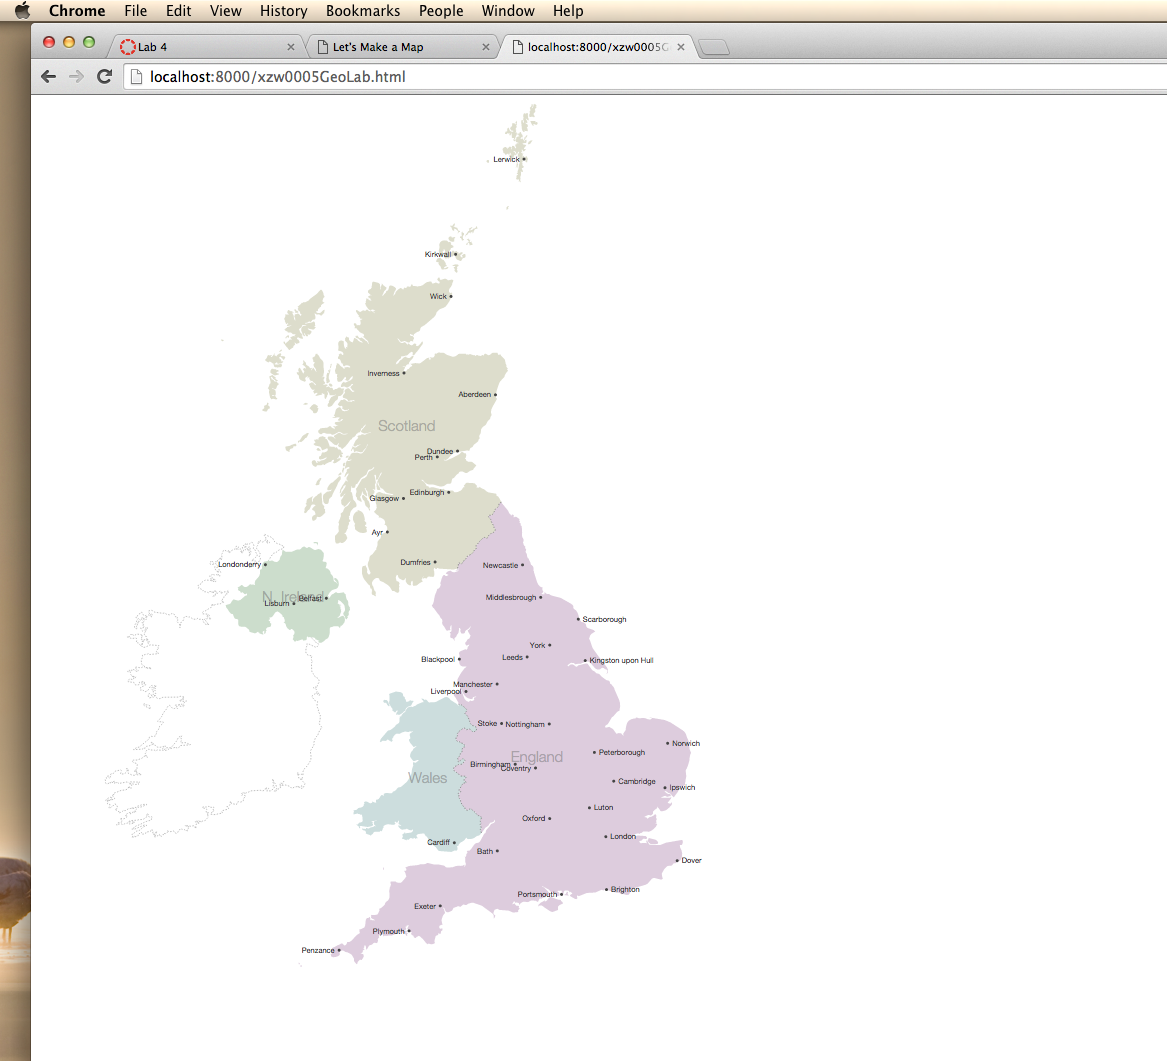 Chrome File Edit View History Bookmarks People Window Help
Lab 4
Let's Make a Map
localhost:8000/xzw0005G
localhost:8000/xzw0005GeoLab.html
Lerwick
Kirkwall
Wick
Inverness
Aberdeen
Scotland
Dundee
Perth
Edinburgh
Glasgow
Ayr
Dumfries
Londonderry
Newcastle
N. Ireland
Belfast
Lisburn
Middlesbrough
Scarborough
York
Leeds
Blackpool
Kingston upon Hull
Manchester
Liverpool
Stoke
Nottingham
Norwich
Peterborough
England
Birmingham
Coventry
Wales
Cambridge
Ipswich
Luton
Oxford
London
Cardiff
Bath
Dover
Brighton
Portsmouth
Exeter
Plymouth
Penzance